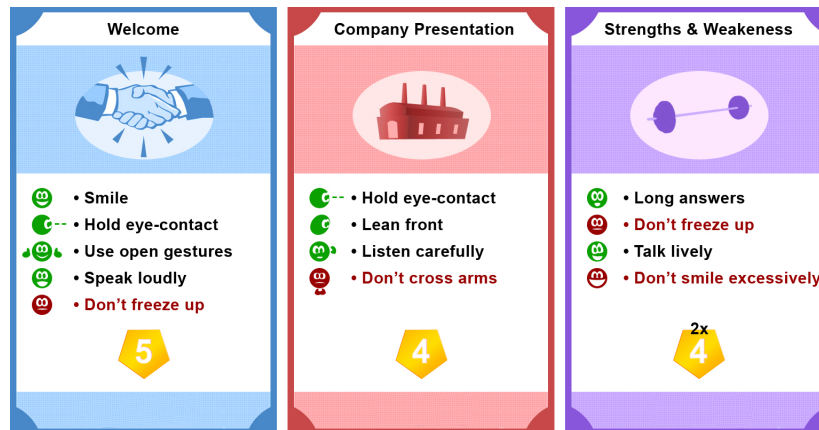 Welcome
• Smile
• Hold eye-contact
• Use open gestures
• Speak loudly
• Don't freeze up
5
Company Presentation
• Hold eye-contact
• Lean front
• Listen carefully
• Don't cross arms
4
Strengths & Weakeness
• Long answers
• Don't freeze up
• Talk lively
• Don't smile excessively
2x
4